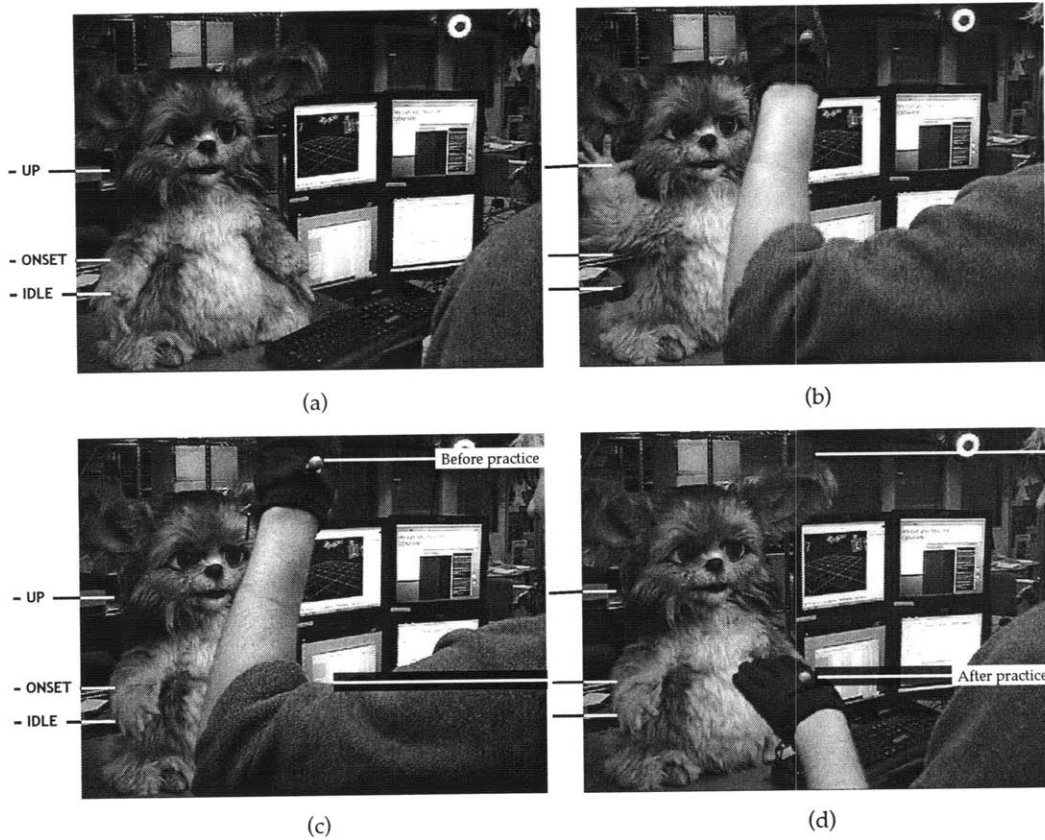 - UP
- ONSET
- IDLE
(a)
(b)
Before practice
- UP
- ONSET
- IDLE
(c)
After practice
(d)